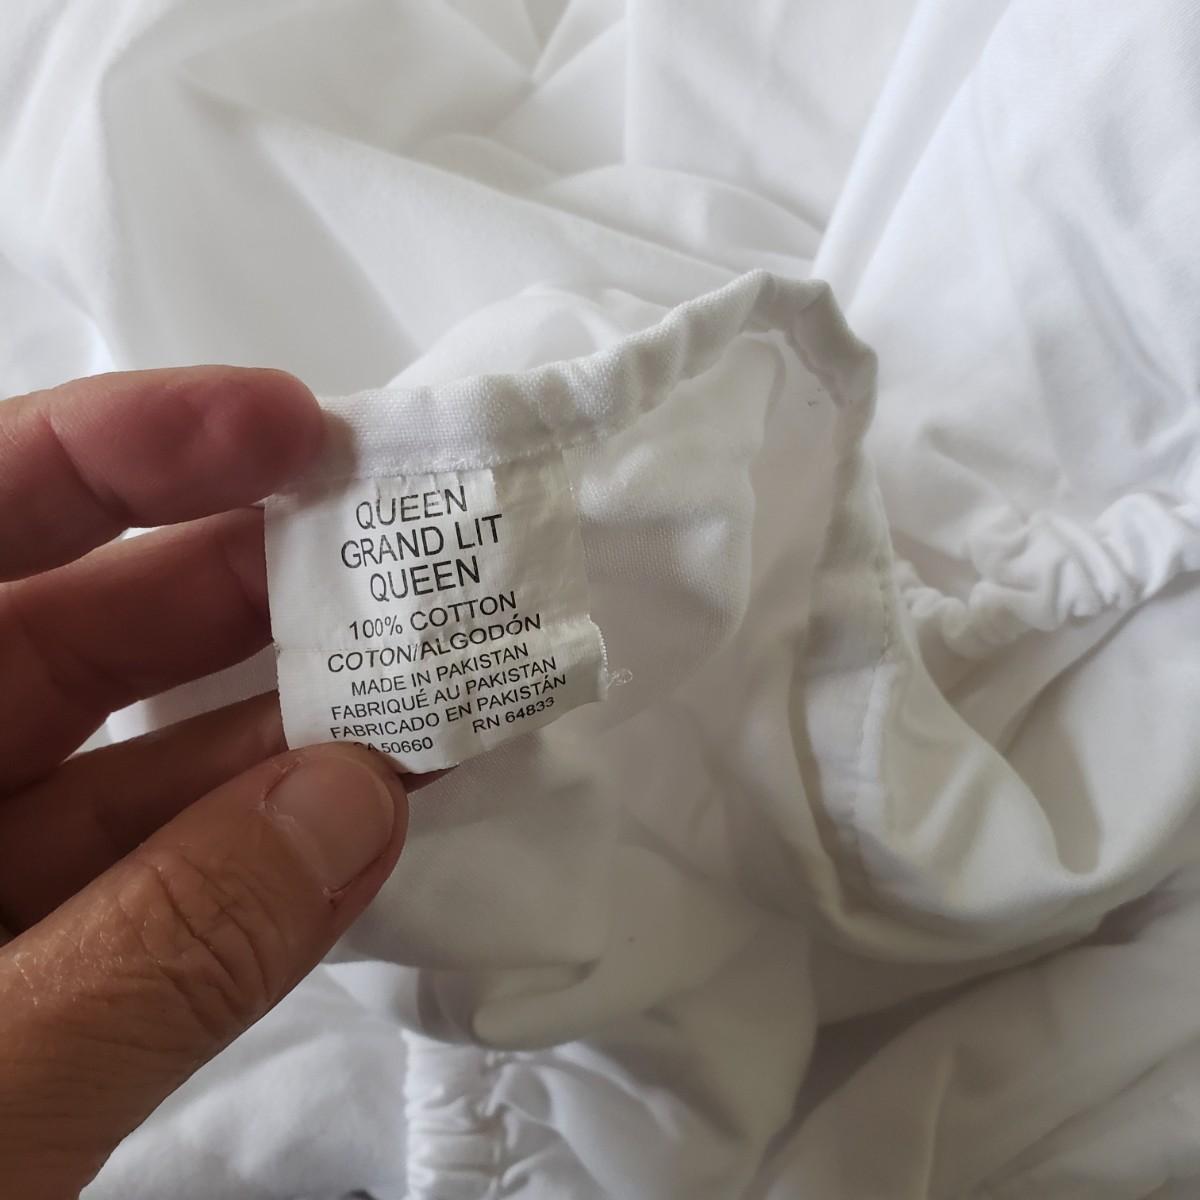 QUEEN
GRAND LIT
QUEEN
100% COTTON
COTON/ALGODÓN
MADE IN PAKISTAN
FABRIQUÉ AU PAKISTAN
FABRICADO EN PAKISTÁN
50660 RN 64833